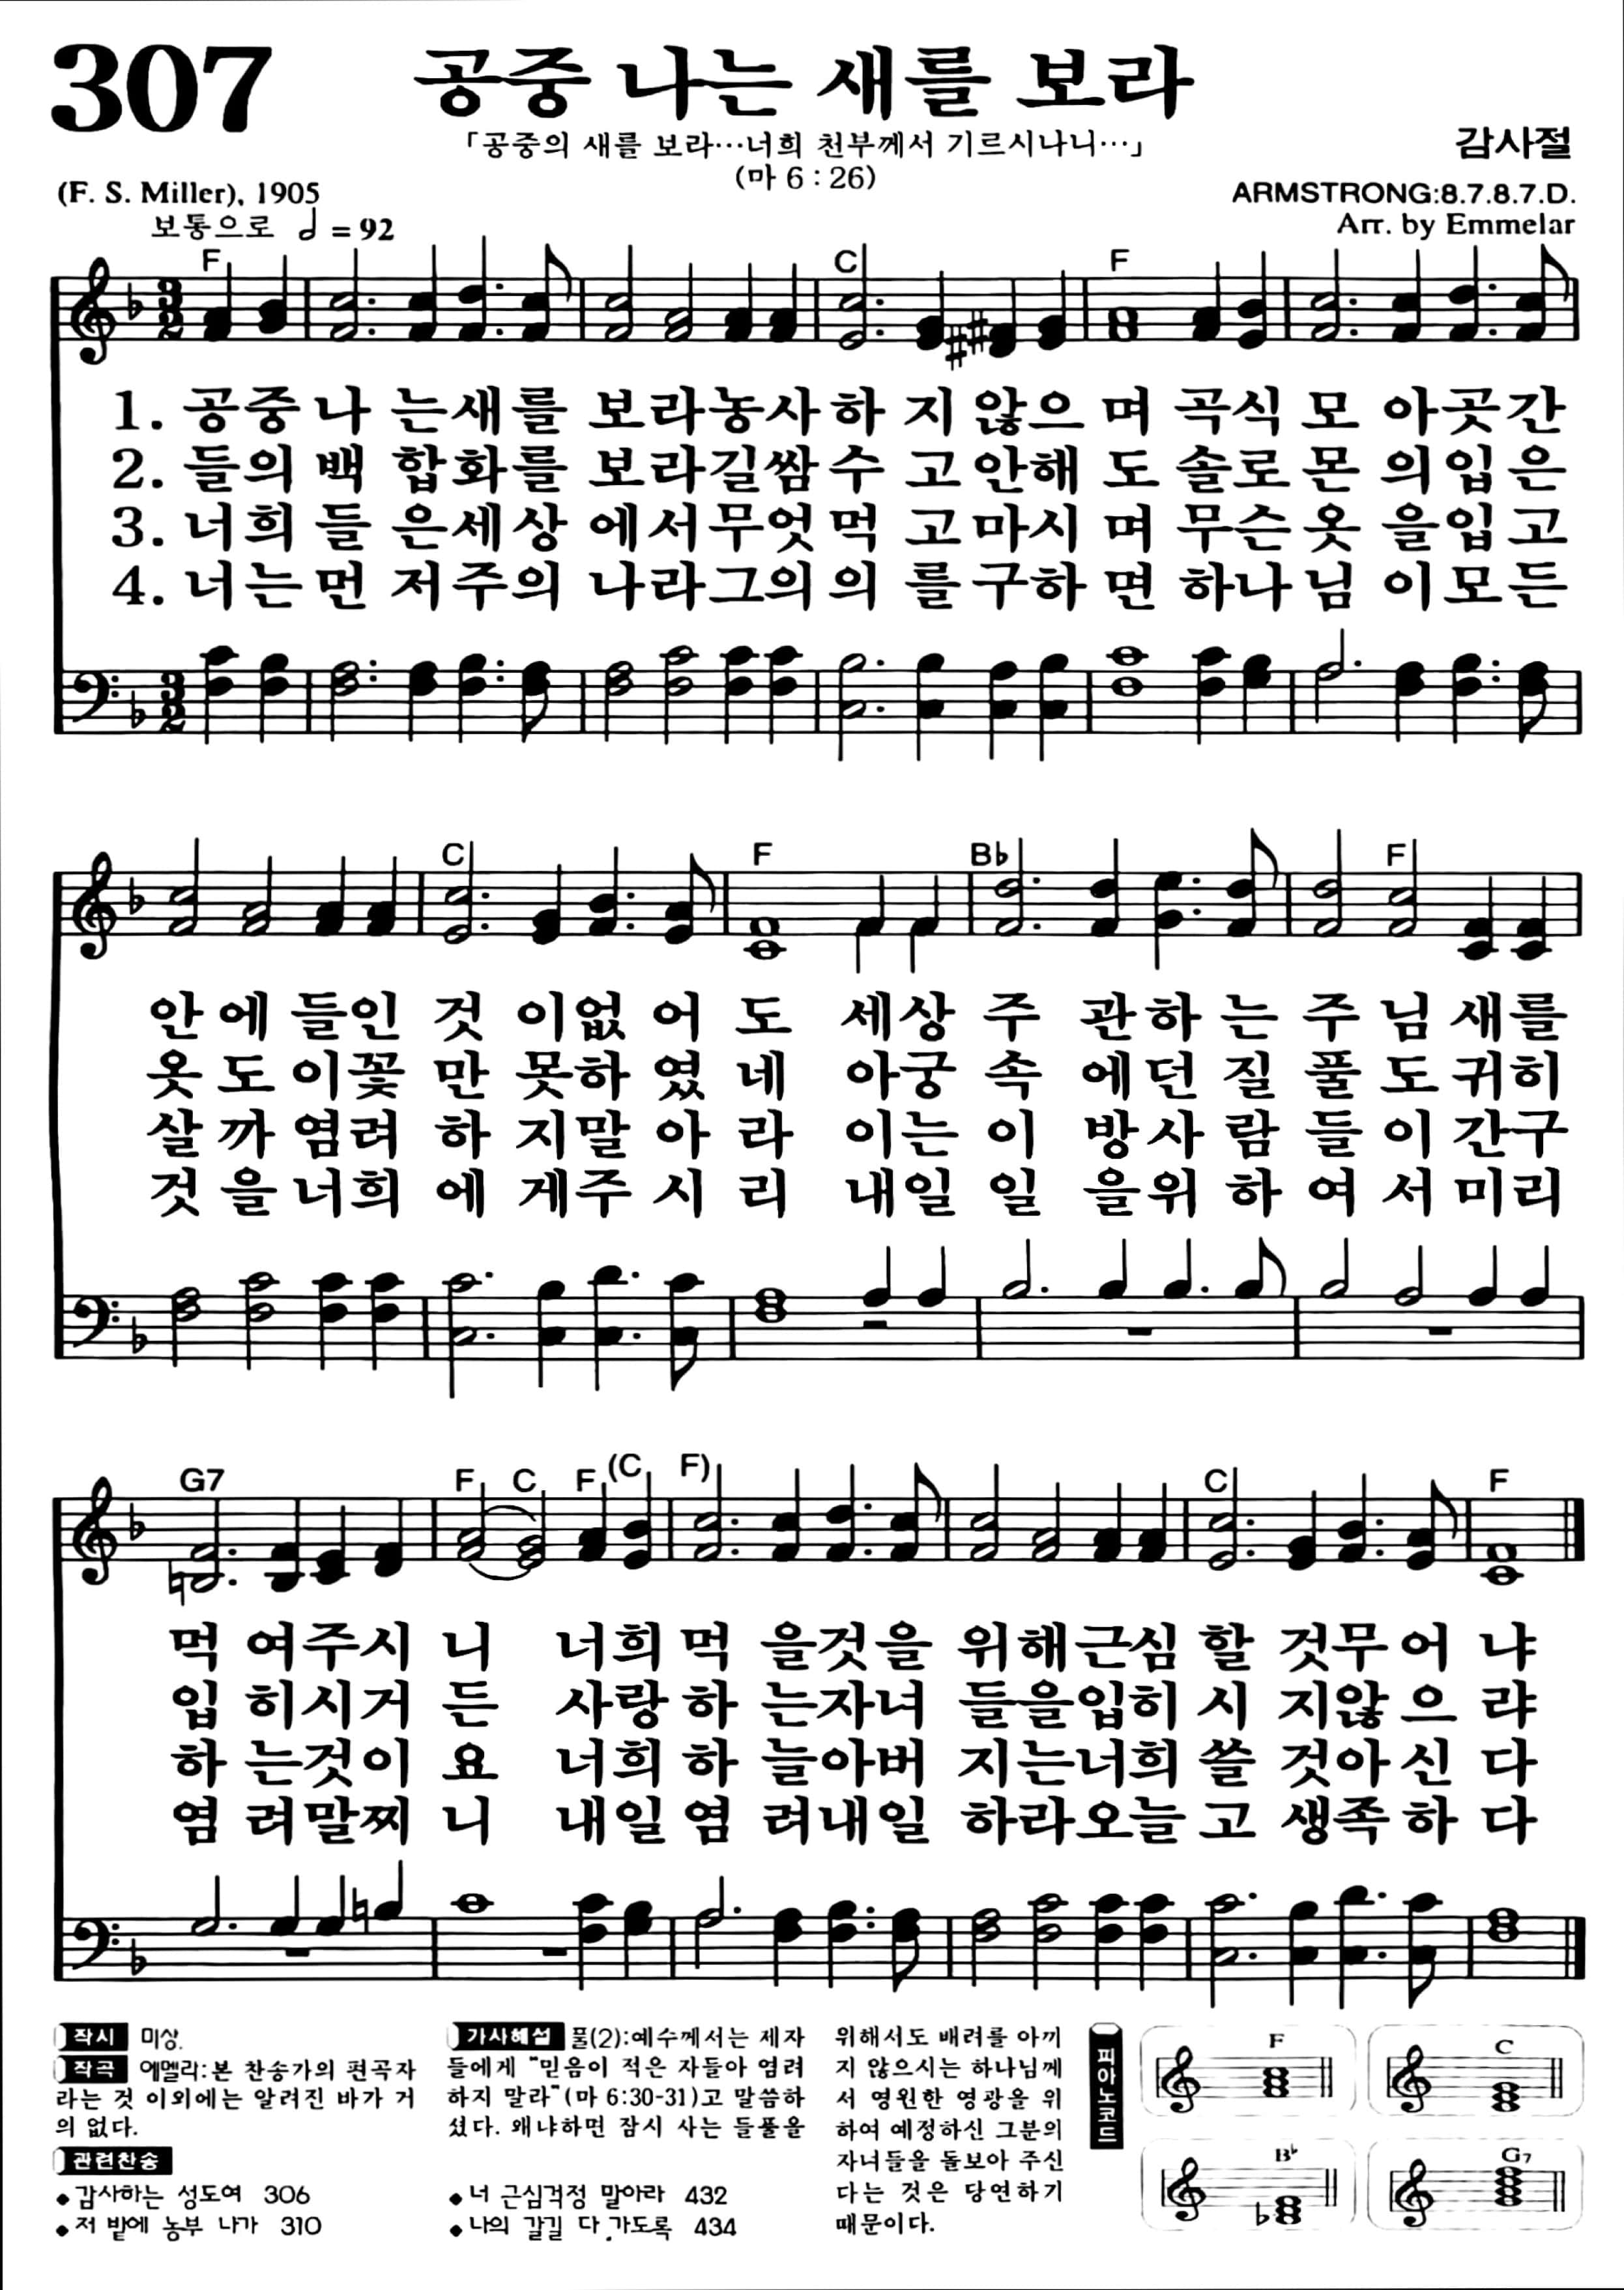 307
공중 나는 새를 보라
「공중의 새를 보라…너희 천부께서 기르시나니…」
(마 6 : 26)
감사절
(F. S. Miller), 1905
ARMSTRONG:8.7.8.7.D.
보통으로 = 92
Arr. by Emmelar
F C F
1. 공중나 는새를 보라농사하 지 않으 며 곡식 모 아곳간
2. 들의 백 합화를 보라길쌈 수 고안해 도 솔로 몬 의입은
3. 너희 들 은세상 에서무엇먹 고마시 며 무슨옷 을입고
4. 너는먼 저주의 나라그의의 를구하 면 하나님 이모든
C F B♭ F
안에 들인 것 이없 어 도 세상 주 관하 는 주 님 새를
옷도이꽃 만 못하 였 네 아궁 속 에던 질 풀도귀히
살까 염려 하 지말 아 라 이는이 방사 람 들이 간구
것을너희 에 게주 시 리 내일 일 을위 하 여서미리
G7 F C F (C F) C F
먹 여주시 니 너희먹 을것을 위해근심 할 것무 어 냐
입 히시거 든 사랑하 는자녀 들을입히 시 지않으 랴
하 는것이 요 너희하 늘아버 지는너희 쓸 것아 신 다
염 려말찌 니 내일염 려내일 하라오늘 고 생족하 다
작시 미상.
작곡 에멜라:본 찬송가의 편곡자
라는 것 이외에는 알려진 바가 거
의 없다.
관련찬송
◆감사하는 성도여 306
◆저 밭에 농부 나가 310
가사해설 풀(2):예수께서는 제자
들에게 "믿음이 적은 자들아 염려
하지 말라"(마 6:30-31)고 말씀하
셨다. 왜냐하면 잠시 사는 들풀을
◆너 근심걱정 말아라 432
◆나의 갈길 다 가도록 434
위해서도 배려를 아끼
지 않으시는 하나님께
서 영원한 영광을 위
하여 예정하신 그분의
자녀들을 돌보아 주신
다는 것은 당연하기
때문이다.
피아노코드
F
C
B♭
G7